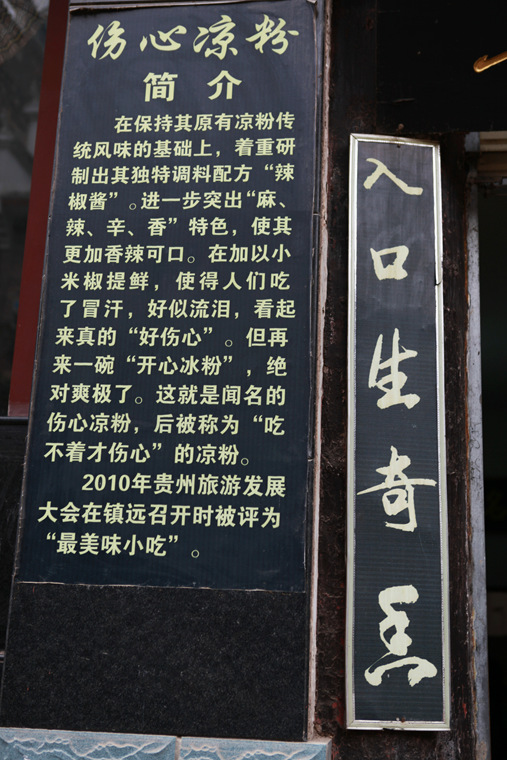 伤心凉粉
简介
在保持其原有凉粉传
统风味的基础上，着重研
制出其独特调料配方“辣
椒酱”。进一步突出“麻、
辣、辛、香”特色，使其
更加香辣可口。在加以小
米椒提鲜，使得人们吃
了冒汗，好似流泪，看起
来真的“好伤心”。但再
来一碗“开心冰粉”，绝
对爽极了。这就是闻名的
伤心凉粉，后被称为“吃
不着才伤心”的凉粉。
2010年贵州旅游发展
大会在镇远召开时被评为
“最美味小吃”。
入口生奇香